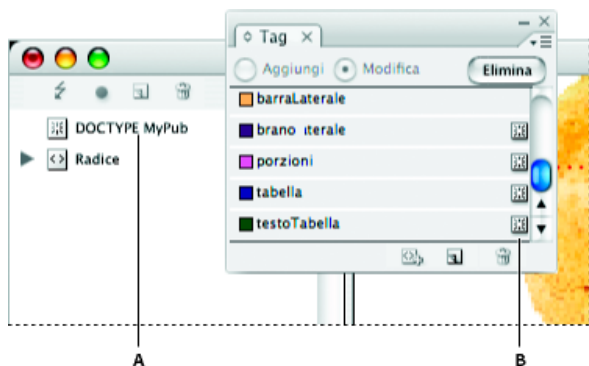 Tag
Aggiungi Modifica Elimina
barraLaterale
DOCTYPE MyPub
Radice
porzioni
tabella
testoTabella
A B